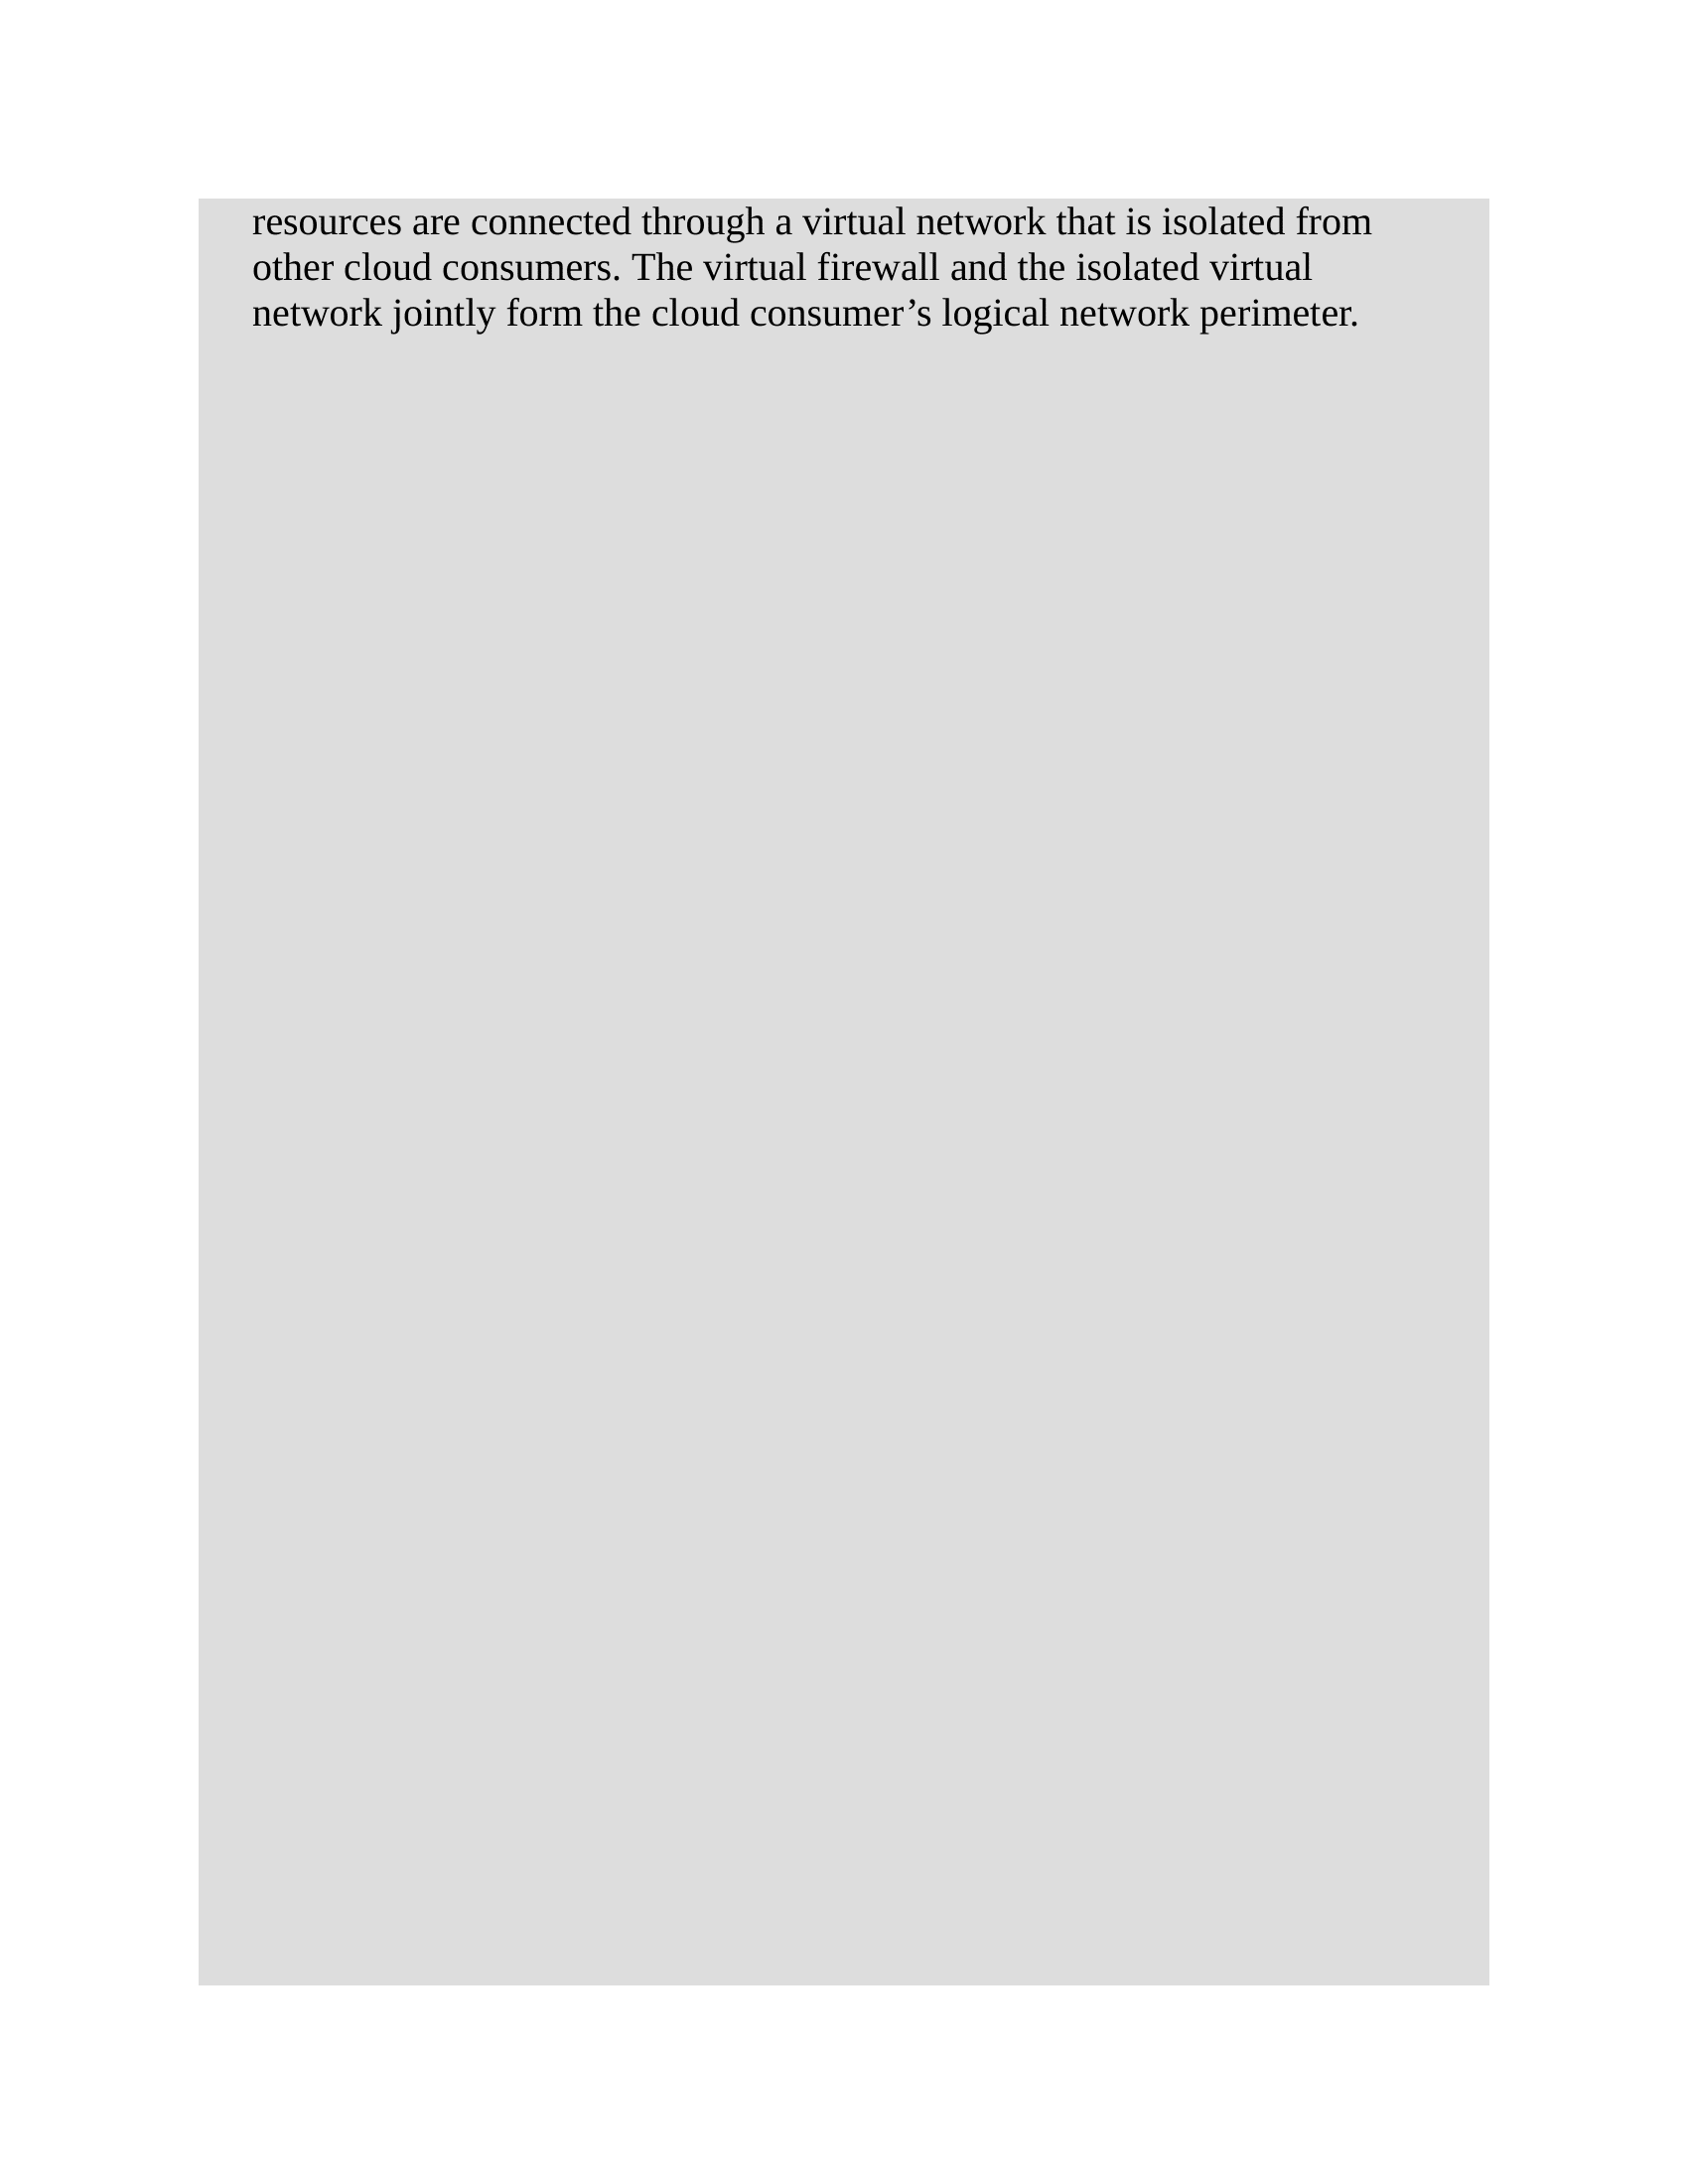 resources are connected through a virtual network that is isolated from
other cloud consumers. The virtual firewall and the isolated virtual
network jointly form the cloud consumer’s logical network perimeter.